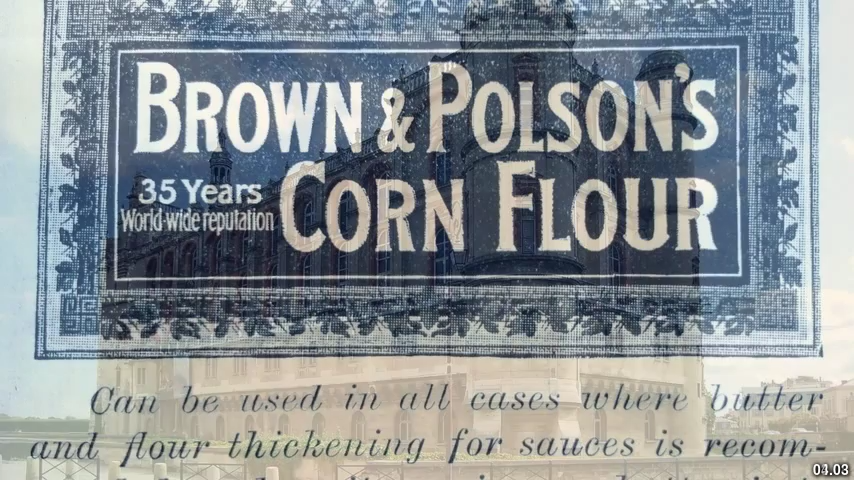 BROWN & POLSON'S
35 Years
World-wide reputation
CORN FLOUR
Can be used in all cases where butter
and flour thickening for sauces is recom-
04.03